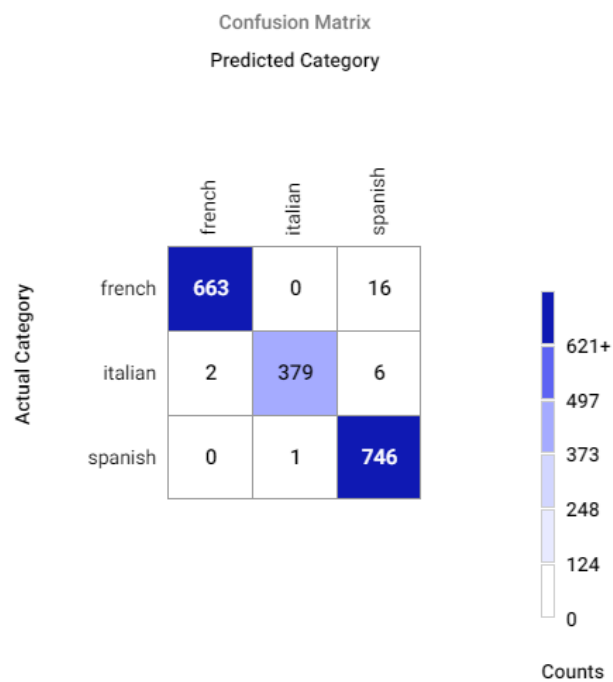 Confusion Matrix
Predicted Category
french
italian
spanish
Actual Category
french 663 0 16
italian 2 379 6
spanish 0 1 746
621+
497
373
248
124
0
Counts